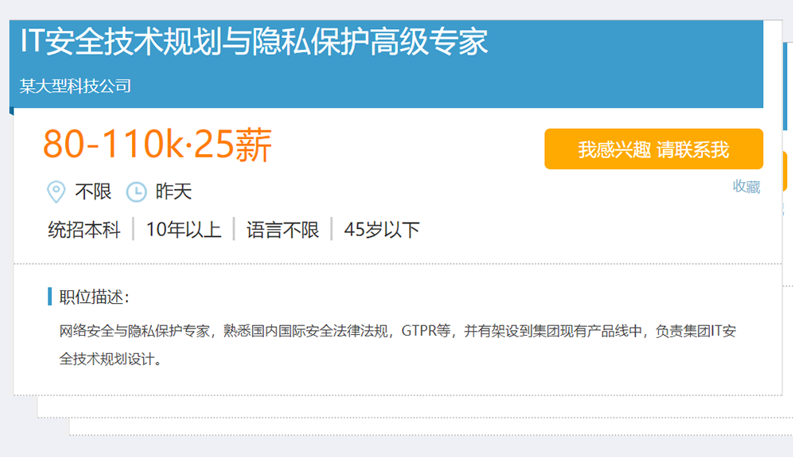 IT安全技术规划与隐私保护高级专家
某大型科技公司
80-110k·25薪
我感兴趣 请联系我
不限 昨天
收藏
统招本科 10年以上 语言不限 45岁以下
职位描述：
网络安全与隐私保护专家，熟悉国内国际安全法律法规，GTPR等，并有架设到集团现有产品线中，负责集团IT安
全技术规划设计。